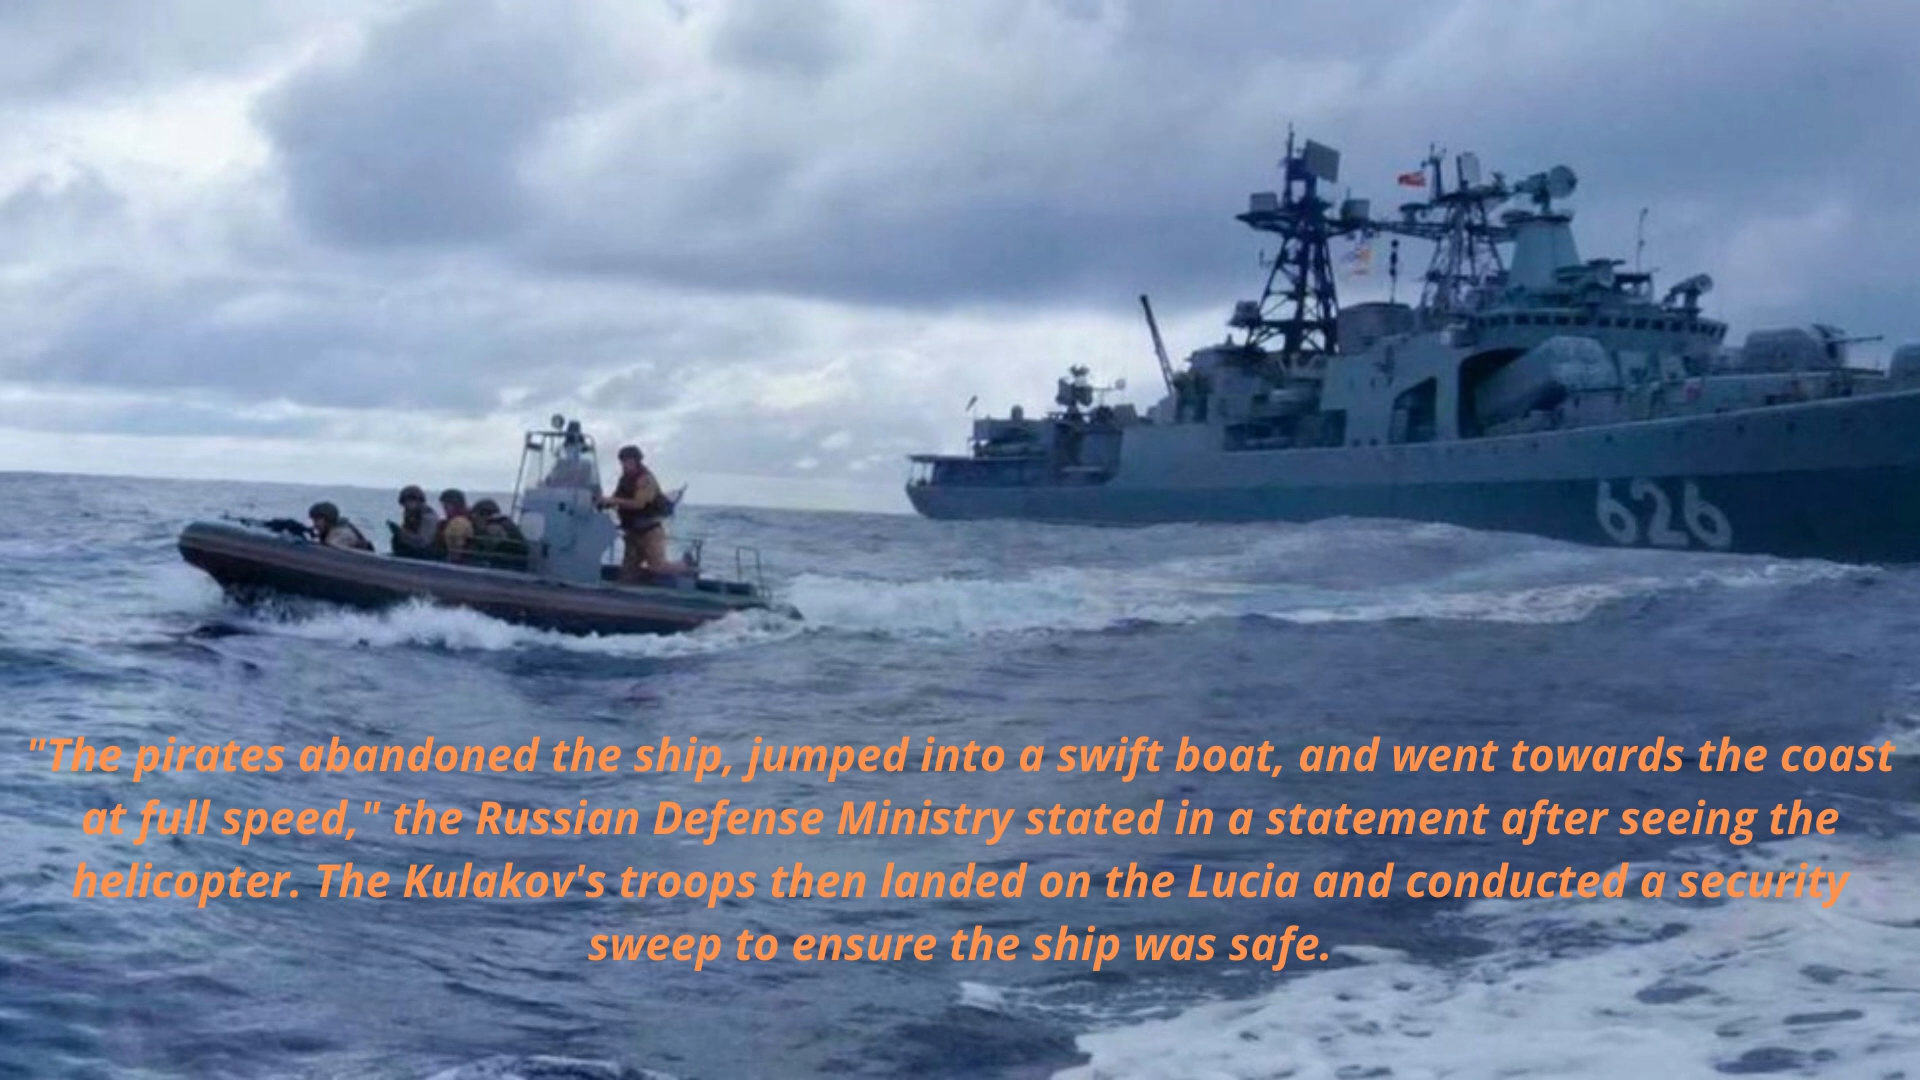 626
"The pirates abandoned the ship, jumped into a swift boat, and went towards the coast
at full speed," the Russian Defense Ministry stated in a statement after seeing the
helicopter. The Kulakov's troops then landed on the Lucia and conducted a security
sweep to ensure the ship was safe.